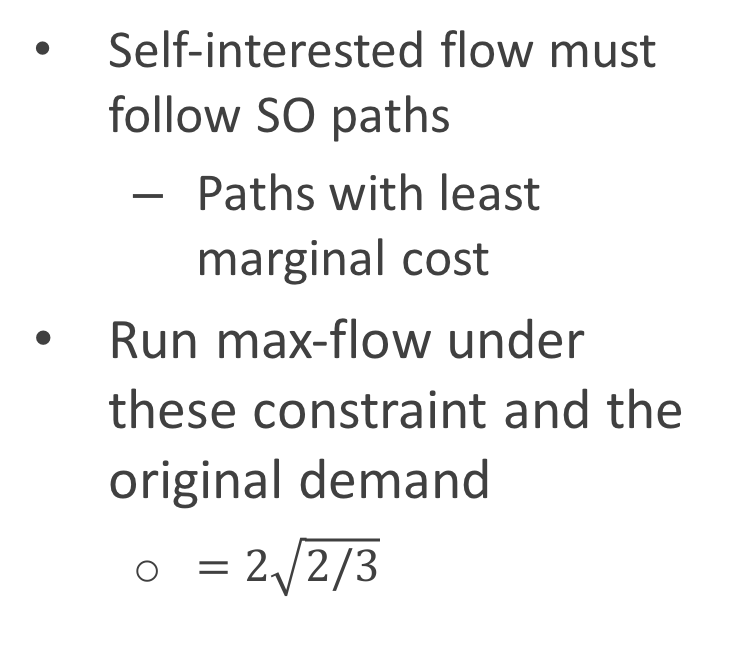 • Self-interested flow must
follow SO paths
– Paths with least
marginal cost
• Run max-flow under
these constraint and the
original demand
○ = 2√2/3